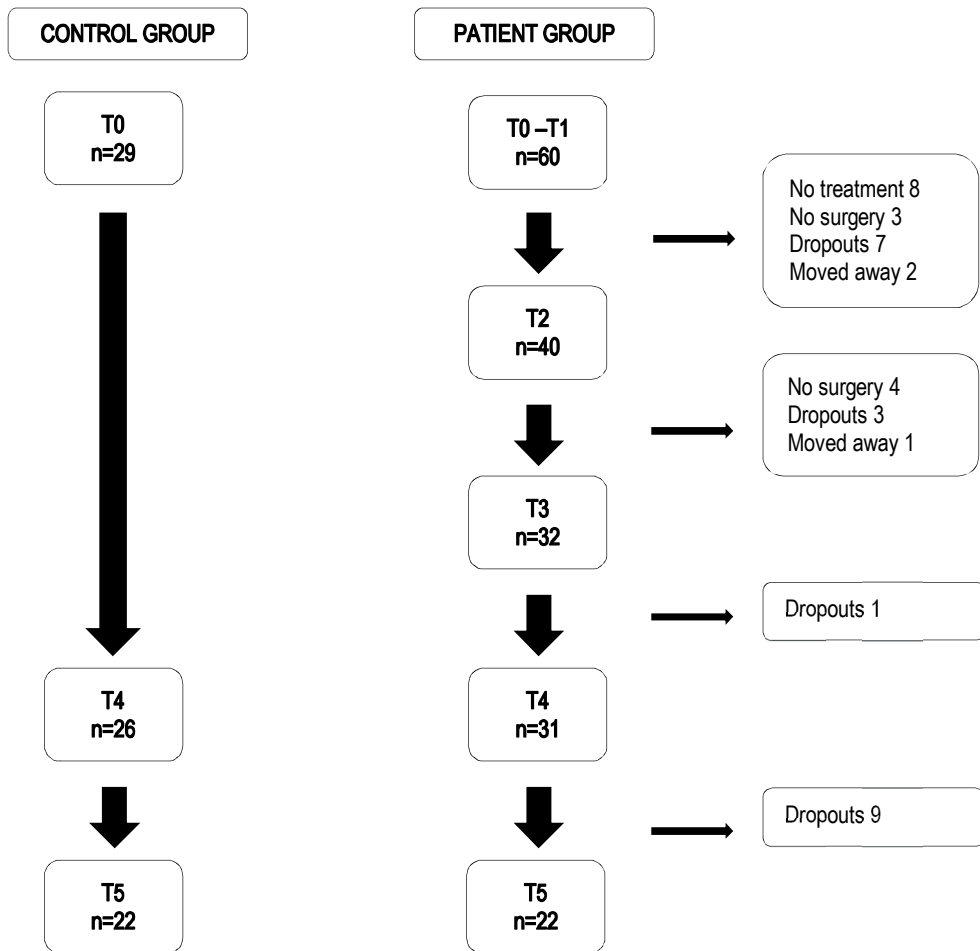 CONTROL GROUP
T0
n=29
T4
n=26
T5
n=22
PATIENT GROUP
T0 –T1
n=60
No treatment 8
No surgery 3
Dropouts 7
Moved away 2
T2
n=40
No surgery 4
Dropouts 3
Moved away 1
T3
n=32
Dropouts 1
T4
n=31
Dropouts 9
T5
n=22